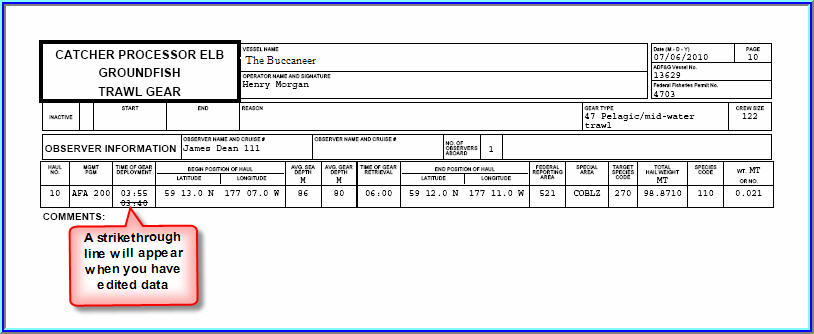 CATCHER PROCESSOR ELB
GROUNDFISH
TRAWL GEAR
VESSEL NAME
The Buccaneer
OPERATOR NAME AND SIGNATURE
Henry Morgan
Date (M - D - Y)
07/06/2010
PAGE
10
ADF&G Vessel No.
13629
Federal Fisheries Permit No.
4703
INACTIVE
START
END
REASON
GEAR TYPE
47 Pelagic/mid-water
trawl
CREW SIZE
122
OBSERVER INFORMATION
OBSERVER NAME AND CRUISE #
James Dean 111
OBSERVER NAME AND CRUISE #
NO. OF
OBSERVERS
ABOARD
1
HAUL
NO.
MGMT
PGM
TIME OF GEAR
DEPLOYMENT
BEGIN POSITION OF HAUL
LATITUDE
LONGITUDE
AVG. SEA
DEPTH
M
AVG. GEAR
DEPTH
M
TIME OF GEAR
RETRIEVAL
END POSITION OF HAUL
LATITUDE
LONGITUDE
FEDERAL
REPORTING
AREA
SPECIAL
AREA
TARGET
SPECIES
CODE
TOTAL
HAUL WEIGHT
MT
SPECIES
CODE
WT. MT
OR NO.
10
AFA 200
03:55
03:40
59 13.0 N
177 07.0 W
86
80
06:00
59 12.0 N
177 11.0 W
521
COBLZ
270
98.8710
110
0.021
COMMENTS:
A strikethrough
line will appear
when you have
edited data